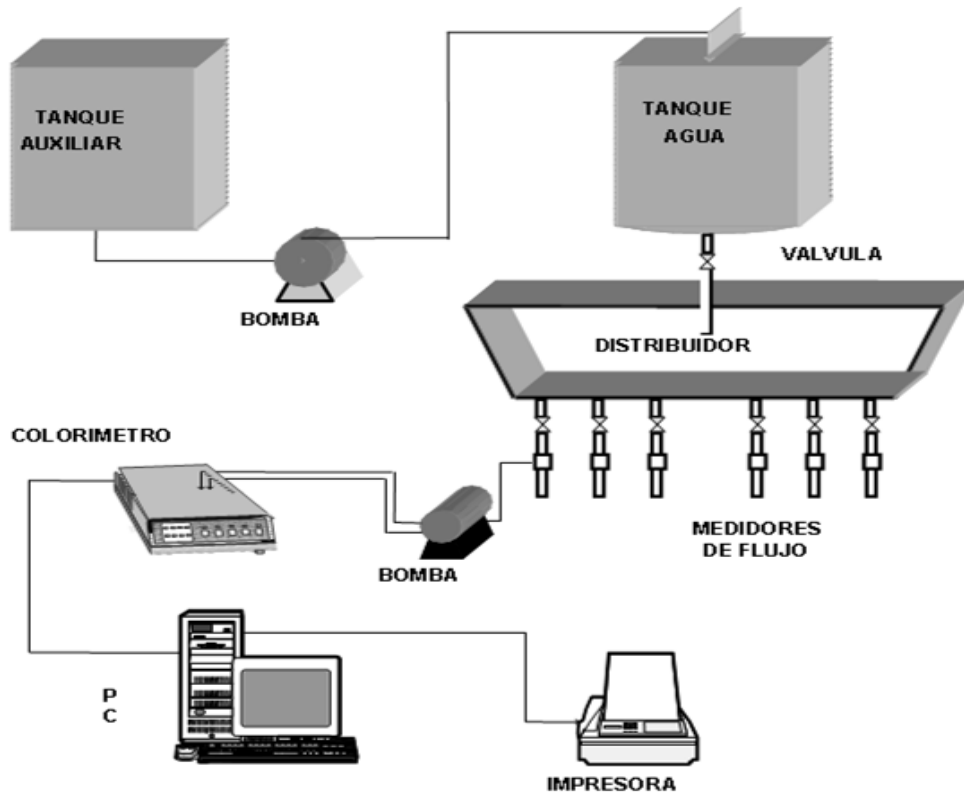 TANQUE
AUXILIAR
TANQUE
AGUA
VALVULA
BOMBA
DISTRIBUIDOR
COLORIMETRO
MEDIDORES
DE FLUJO
BOMBA
P
C
IMPRESORA